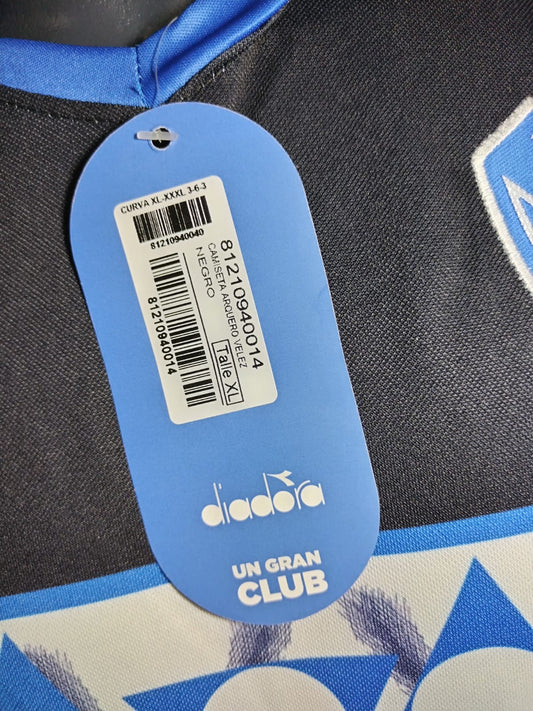 CURVA XL-XXXL 3-6-3
81210940040
81210940014
CAMISETA ARQUERO VELEZ
NEGRO
Talle XL
81210940014
diadora
UN GRAN
CLUB